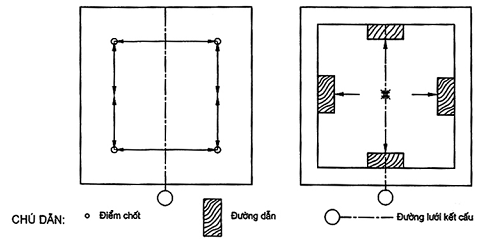 CHÚ DẪN: Điểm chốt Đường dẫn Đường lưới kết cấu